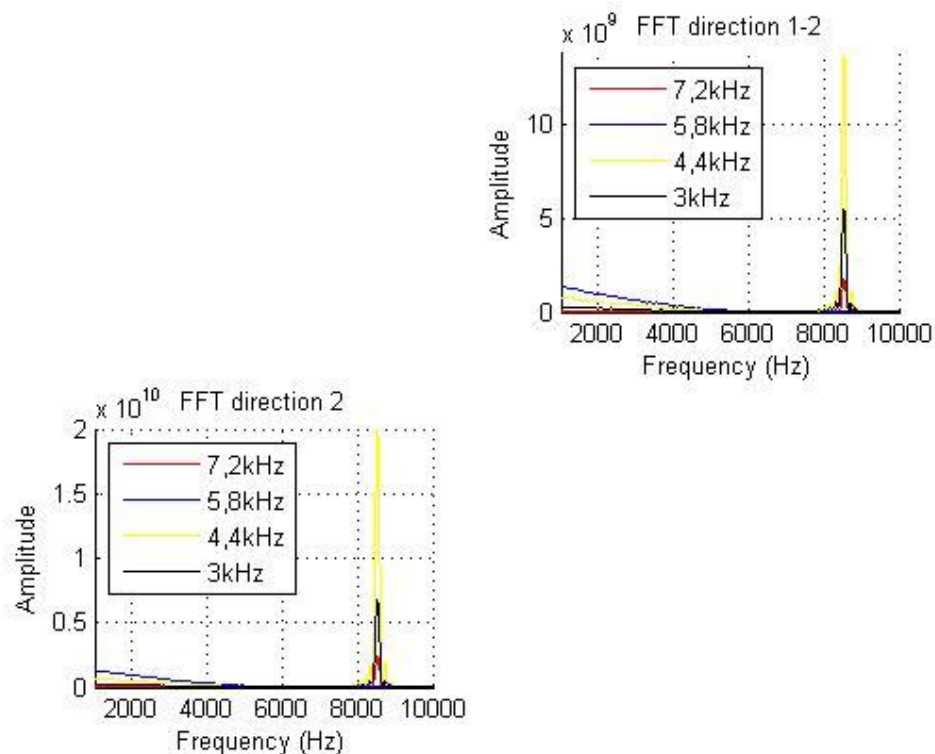 x 10^9 FFT direction 1-2
7,2kHz
5,8kHz
4,4kHz
3kHz
Amplitude
10
5
0
2000 4000 6000 8000 10000
Frequency (Hz)
x 10^10 FFT direction 2
7,2kHz
5,8kHz
4,4kHz
3kHz
Amplitude
2
1.5
1
0.5
0
2000 4000 6000 8000 10000
Frequency (Hz)